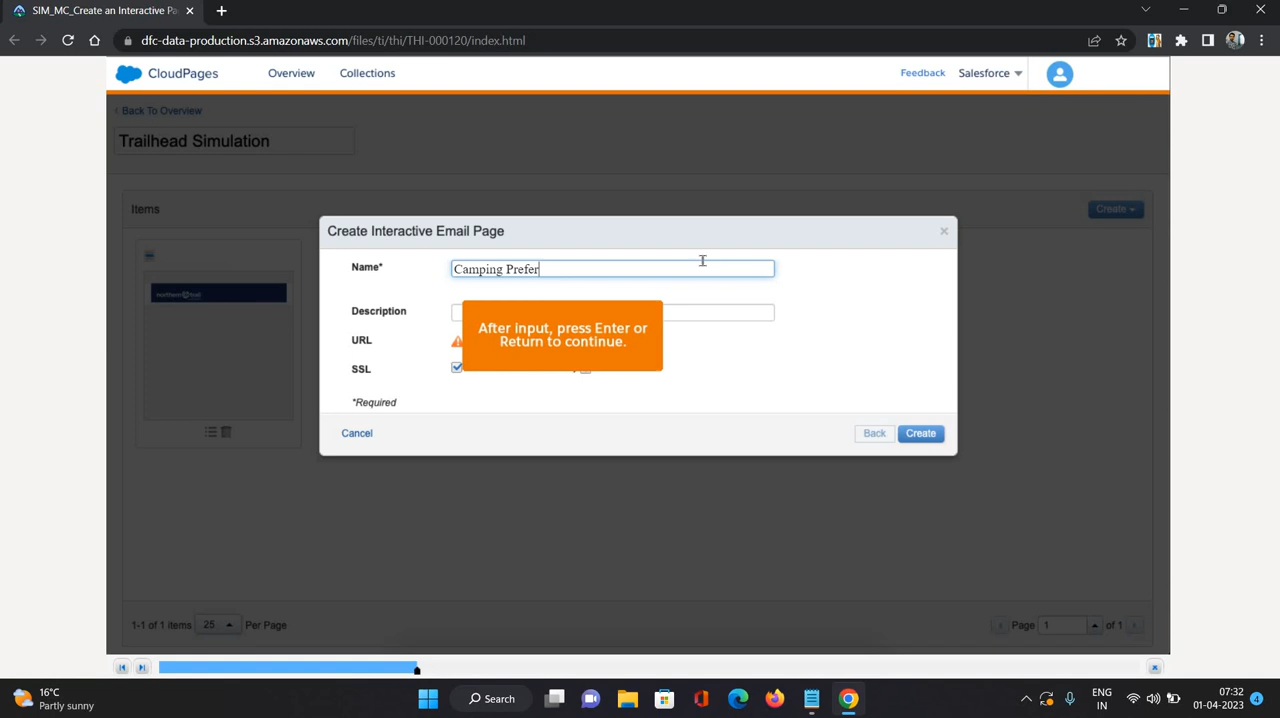 SIM_MC_Create an Interactive Pa
dfc-data-production.s3.amazonaws.com/files/ti/thi/THI-000120/index.html
CloudPages
Overview
Collections
Feedback
Salesforce
Back To Overview
Trailhead Simulation
Items
Create
Create Interactive Email Page
Name*
Camping Prefer
Description
After input, press Enter or
Return to continue.
URL
SSL
*Required
Cancel
Back
Create
1-1 of 1 items
25
Per Page
Page
1
of 1
16°C
Partly sunny
Search
ENG
IN
07:32
01-04-2023
4